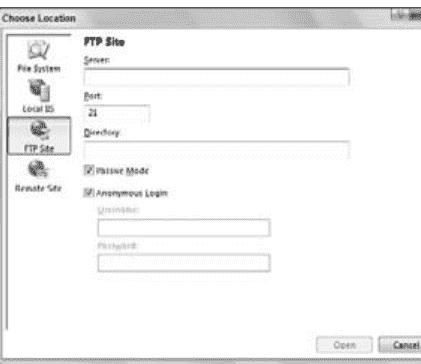 Choose Location
File System
Local IIS
FTP Site
Remote Site
FTP Site
Server:
Port:
21
Directory:
Passive Mode
Anonymous Login
Username:
Password:
Open
Cancel